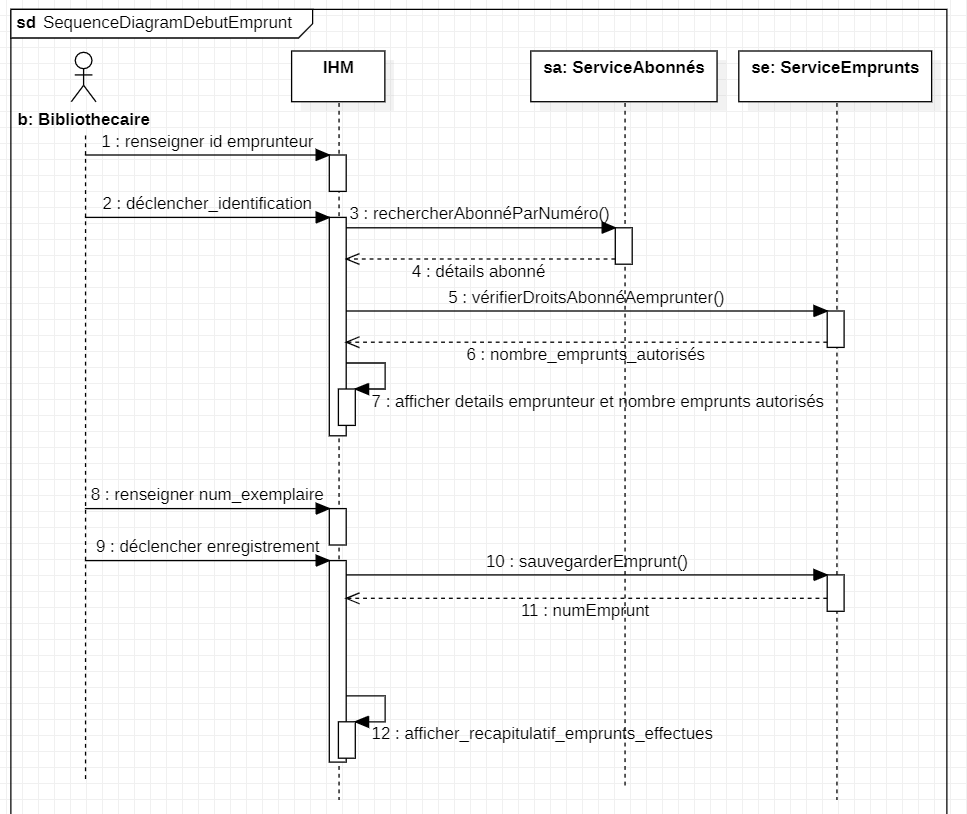 sd SequenceDiagramDebutEmprunt
IHM
sa: ServiceAbonnés
se: ServiceEmprunts
b: Bibliothecaire
1 : renseigner id emprunteur
2 : déclencher_identification
3 : rechercherAbonnéParNuméro()
4 : détails abonné
5 : vérifierDroitsAbonnéAemprunter()
6 : nombre_emprunts_autorisés
7 : afficher details emprunteur et nombre emprunts autorisés
8 : renseigner num_exemplaire
9 : déclencher enregistrement
10 : sauvegarderEmprunt()
11 : numEmprunt
12 : afficher_recapitulatif_emprunts_effectues